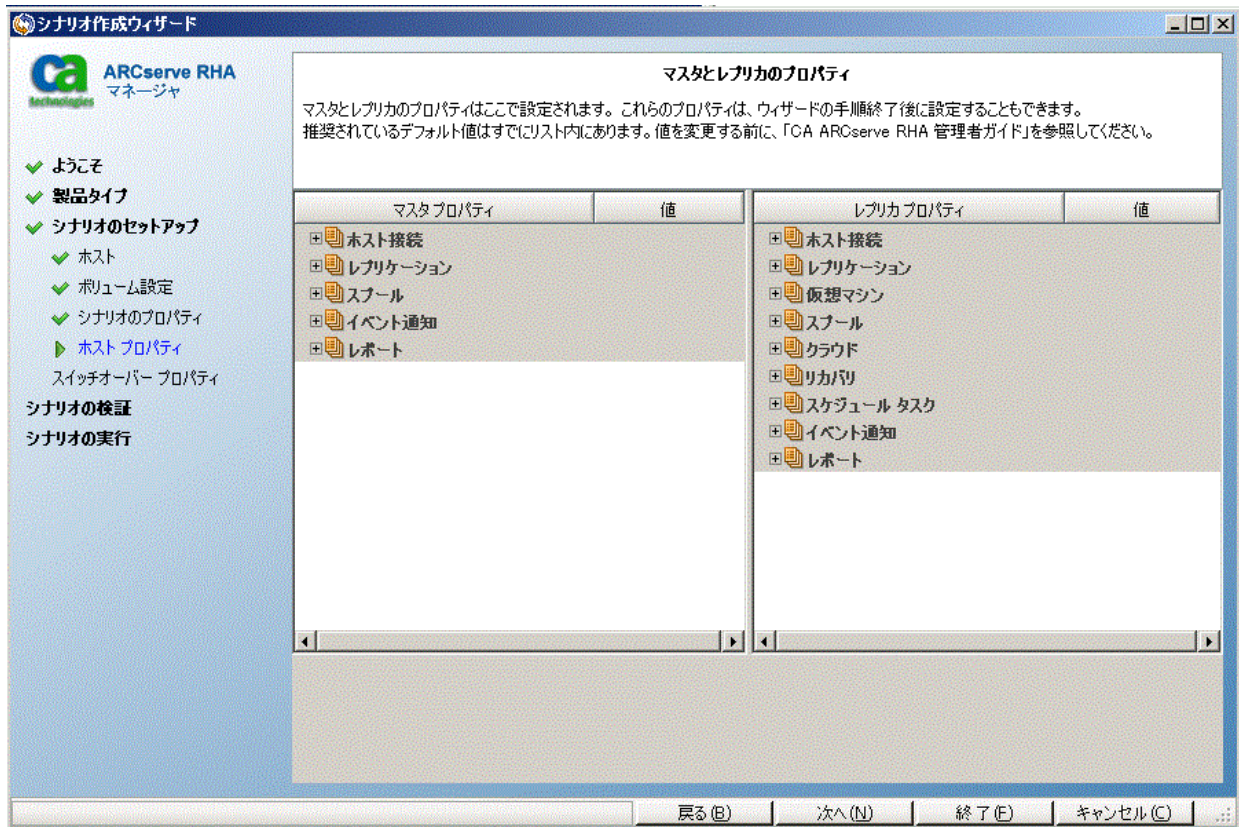 シナリオ作成ウィザード
ca
technologies
ARCserve RHA
マネージャ
ようこそ
製品タイプ
シナリオのセットアップ
ホスト
ボリューム設定
シナリオのプロパティ
ホスト プロパティ
スイッチオーバー プロパティ
シナリオの検証
シナリオの実行
マスタとレプリカのプロパティ
マスタとレプリカのプロパティはここで設定されます。これらのプロパティは、ウィザードの手順終了後に設定することもできます。
推奨されているデフォルト値はすでにリスト内にあります。値を変更する前に、「CA ARCserve RHA 管理者ガイド」を参照してください。
マスタ プロパティ 値
ホスト接続
レプリケーション
スプール
イベント通知
レポート
レプリカ プロパティ 値
ホスト接続
レプリケーション
仮想マシン
スプール
クラウド
リカバリ
スケジュール タスク
イベント通知
レポート
戻る(B) 次へ(N) 終了(F) キャンセル(C)